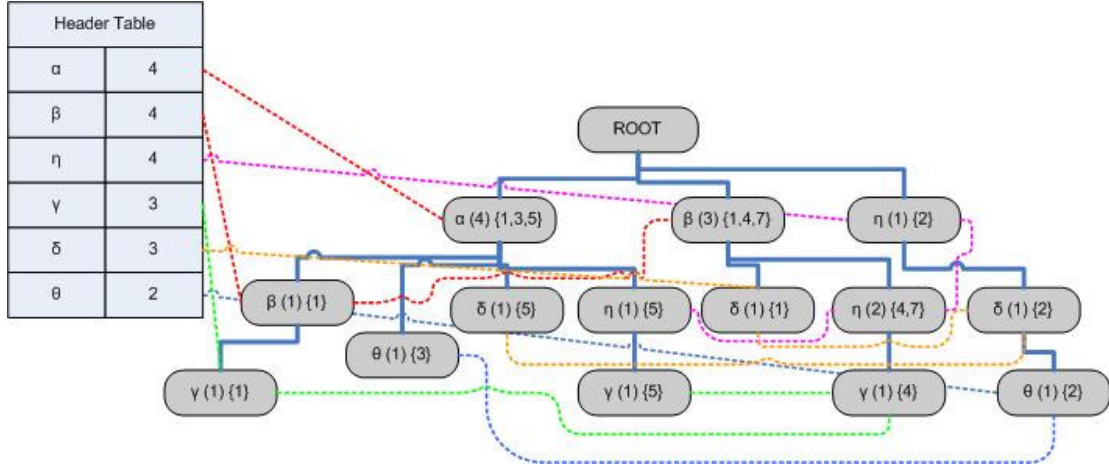 Header Table
α 4
β 4
η 4
γ 3
δ 3
θ 2
ROOT
α (4) {1,3,5}
β (3) {1,4,7}
η (1) {2}
β (1) {1}
δ (1) {5}
η (1) {5}
δ (1) {1}
η (2) {4,7}
δ (1) {2}
θ (1) {3}
γ (1) {1}
γ (1) {5}
γ (1) {4}
θ (1) {2}